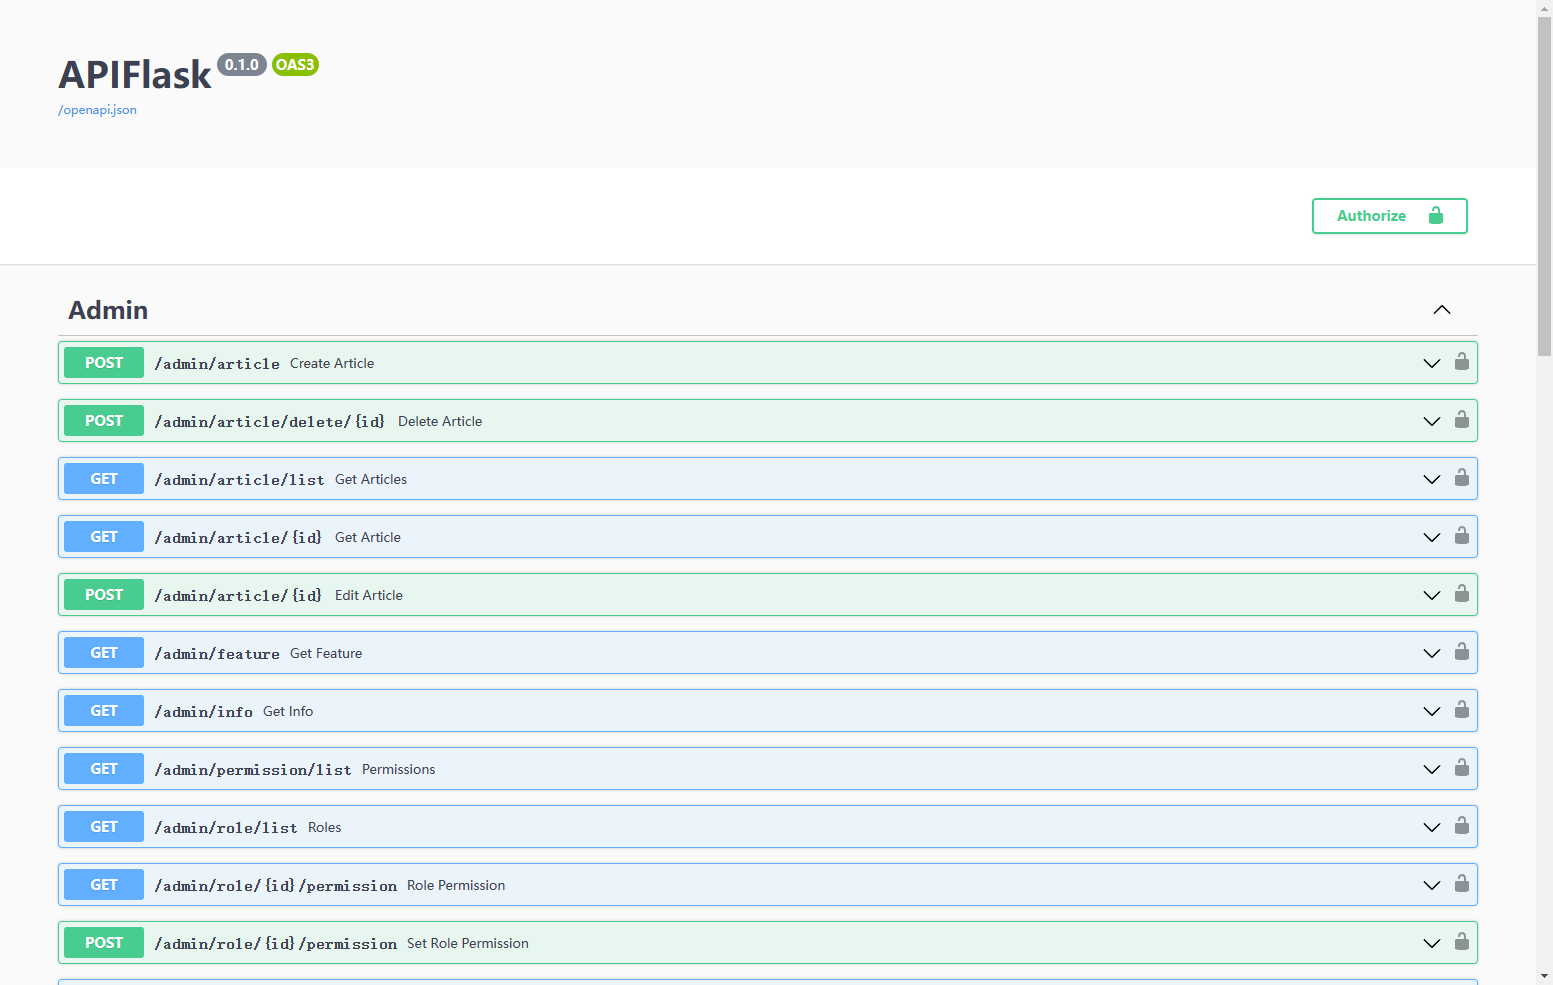 APIFlask 0.1.0 OAS3
/openapi.json
Authorize
Admin
POST /admin/article Create Article
POST /admin/article/delete/{id} Delete Article
GET /admin/article/list Get Articles
GET /admin/article/{id} Get Article
POST /admin/article/{id} Edit Article
GET /admin/feature Get Feature
GET /admin/info Get Info
GET /admin/permission/list Permissions
GET /admin/role/list Roles
GET /admin/role/{id}/permission Role Permission
POST /admin/role/{id}/permission Set Role Permission